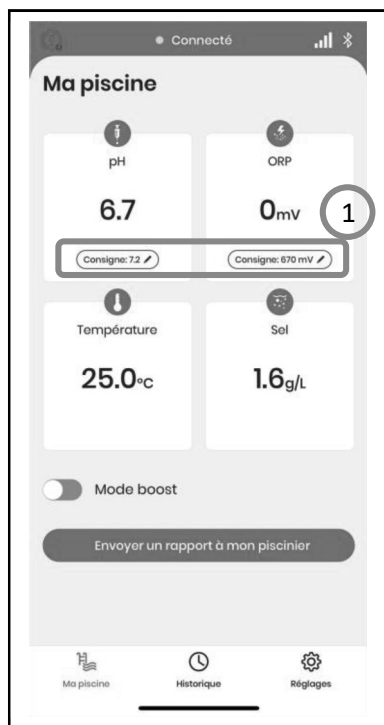 Connecté
Ma piscine
pH
ORP
6.7
0mv
1
Consigne: 7.2
Consigne: 670 mV
Température
Sel
25.0°C
1.6g/L
Mode boost
Envoyer un rapport à mon piscinier
Ma piscine
Historique
Réglages